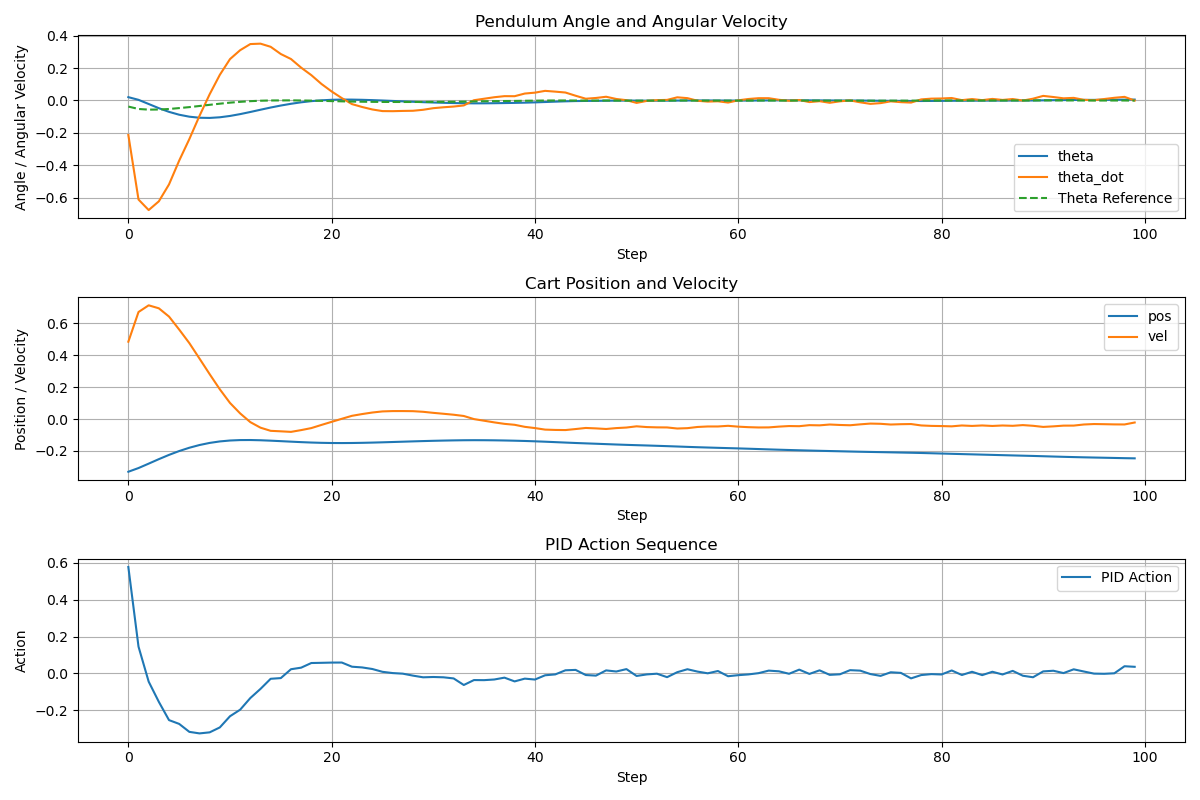 Pendulum Angle and Angular Velocity
Angle / Angular Velocity
0.4
0.2
0.0
−0.2
−0.4
−0.6
theta
theta_dot
Theta Reference
0 20 40 60 80 100
Step
Cart Position and Velocity
Position / Velocity
0.6
0.4
0.2
0.0
−0.2
pos
vel
0 20 40 60 80 100
Step
PID Action Sequence
Action
0.6
0.4
0.2
0.0
−0.2
PID Action
0 20 40 60 80 100
Step